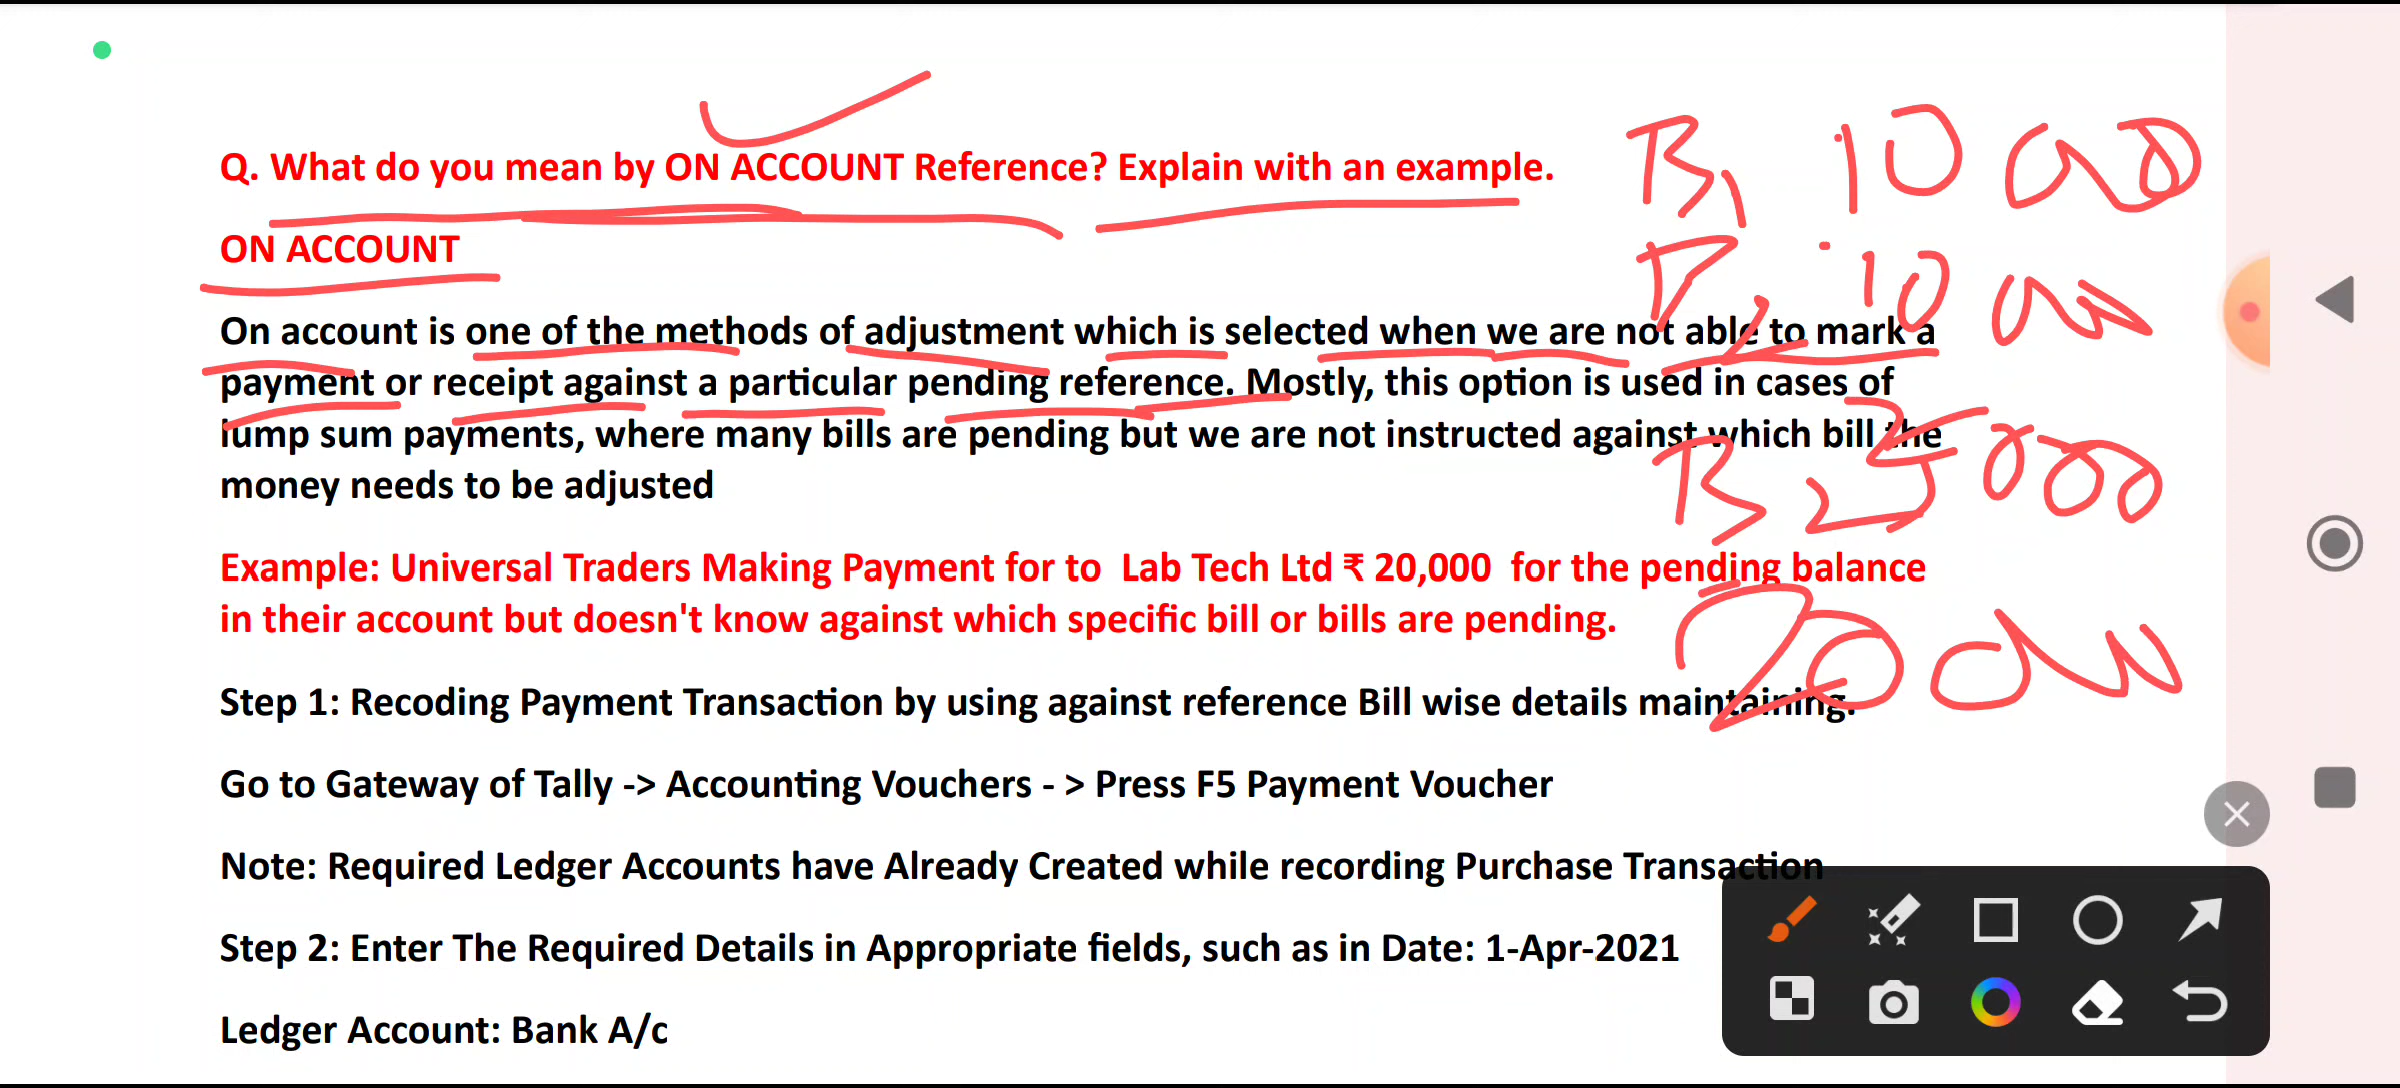 Q. What do you mean by ON ACCOUNT Reference? Explain with an example.
ON ACCOUNT
On account is one of the methods of adjustment which is selected when we are not able to mark a
payment or receipt against a particular pending reference. Mostly, this option is used in cases of
lump sum payments, where many bills are pending but we are not instructed against which bill the
money needs to be adjusted
Example: Universal Traders Making Payment for to Lab Tech Ltd ₹ 20,000 for the pending balance
in their account but doesn't know against which specific bill or bills are pending.
Step 1: Recoding Payment Transaction by using against reference Bill wise details maintaining.
Go to Gateway of Tally -> Accounting Vouchers - > Press F5 Payment Voucher
Note: Required Ledger Accounts have Already Created while recording Purchase Transaction
Step 2: Enter The Required Details in Appropriate fields, such as in Date: 1-Apr-2021
Ledger Account: Bank A/c